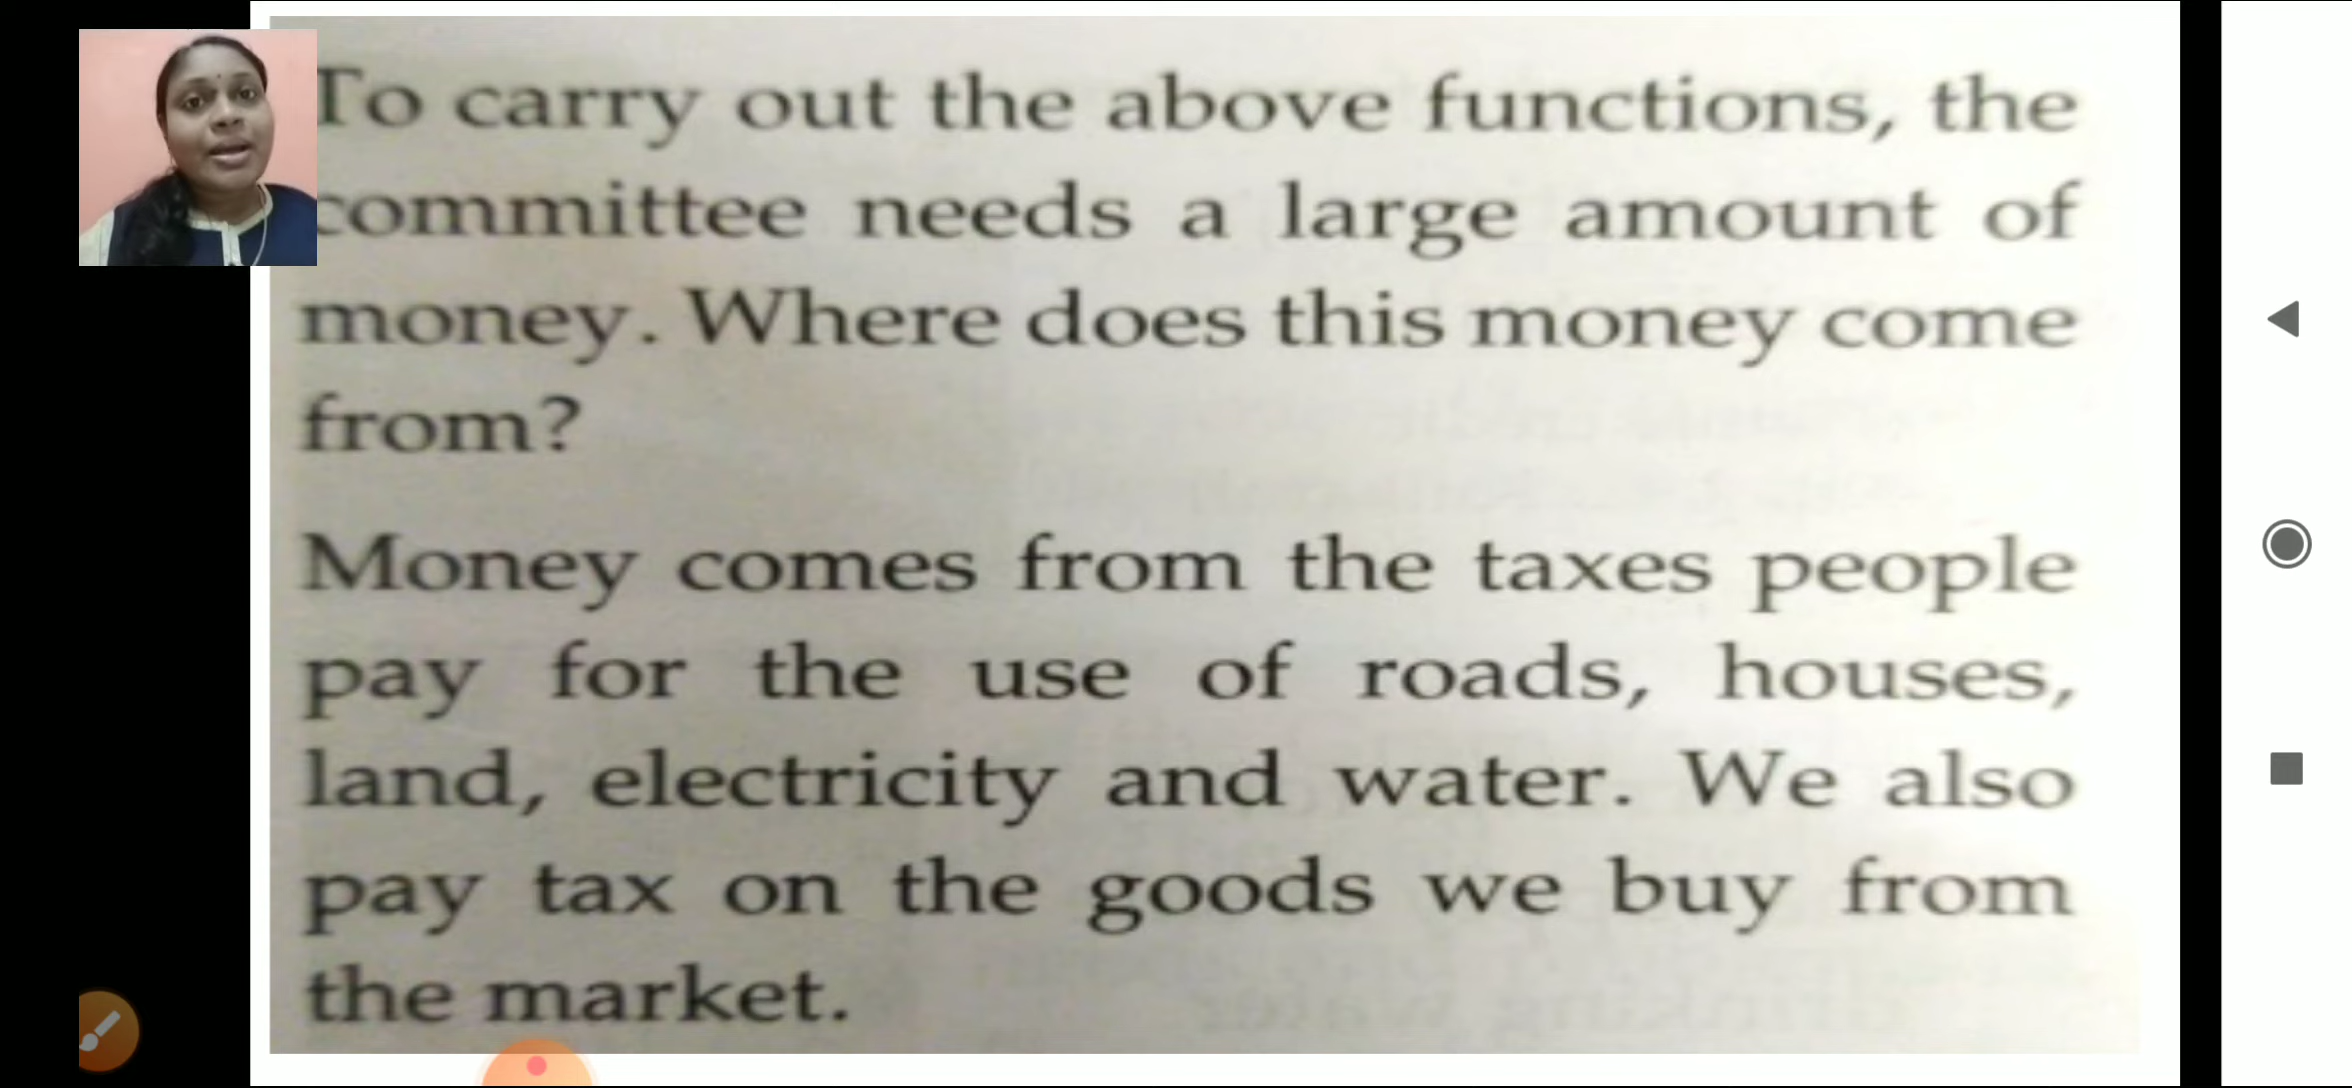 To carry out the above functions, the
committee needs a large amount of
money. Where does this money come
from?
Money comes from the taxes people
pay for the use of roads, houses,
land, electricity and water. We also
pay tax on the goods we buy from
the market.